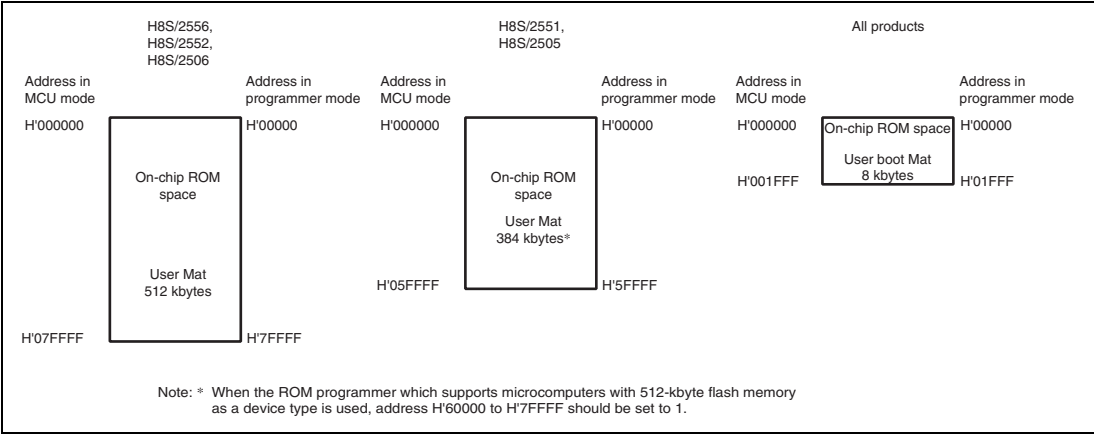 H8S/2556,
H8S/2552,
H8S/2506
Address in
MCU mode
Address in
programmer mode
H'000000
H'00000
On-chip ROM
space
User Mat
512 kbytes
H'07FFFF
H'7FFFF
H8S/2551,
H8S/2505
Address in
MCU mode
Address in
programmer mode
H'000000
H'00000
On-chip ROM
space
User Mat
384 kbytes*
H'05FFFF
H'5FFFF
All products
Address in
MCU mode
Address in
programmer mode
H'000000
H'00000
On-chip ROM space
User boot Mat
8 kbytes
H'001FFF
H'01FFF
Note: * When the ROM programmer which supports microcomputers with 512-kbyte flash memory
as a device type is used, address H'60000 to H'7FFFF should be set to 1.